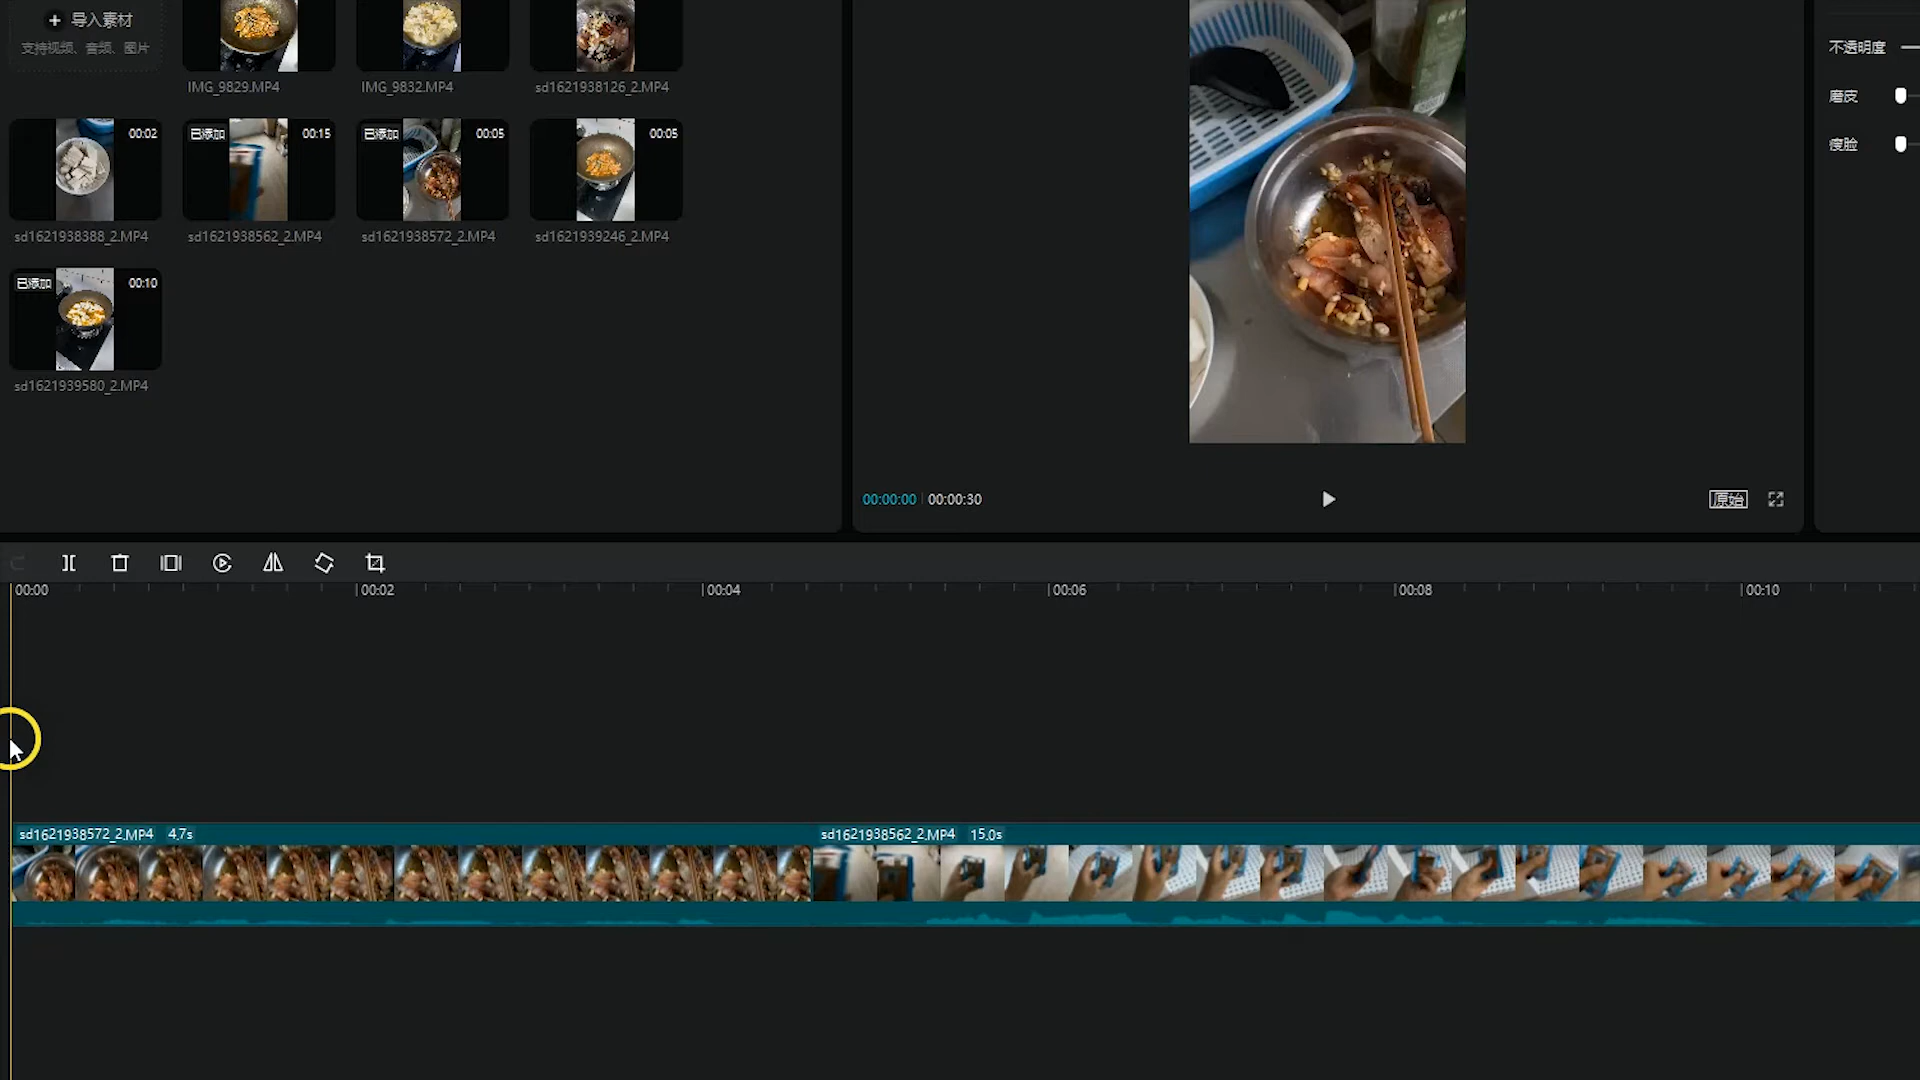 + 导入素材
支持视频、音频、图片
IMG_9829.MP4
IMG_9832.MP4
sd1621938126_2.MP4
00:02
已添加 00:15
已添加 00:05
00:05
sd1621938388_2.MP4
sd1621938562_2.MP4
sd1621938572_2.MP4
sd1621939246_2.MP4
已添加 00:10
sd1621939580_2.MP4
不透明度
磨皮
瘦脸
00:00:00 00:00:30
原始
00:00 00:02 00:04 00:06 00:08 00:10
sd1621938572_2.MP4 4.7s
sd1621938562_2.MP4 15.0s